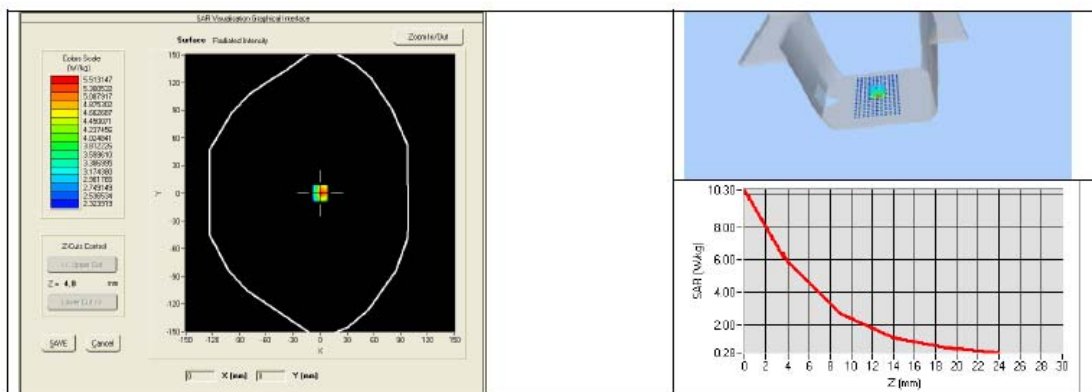 SAR Visualisation Graphical Interface
Surface Radiated Intensity
Zoom In/Out
Colors Scale
(W/kg)
5.513147
5.300532
5.087917
4.875302
4.662687
4.450071
4.237456
4.024841
3.812226
3.599610
3.386995
3.174380
2.961765
2.749149
2.536534
2.323919
150
120
90
60
30
0
-30
-60
-90
-120
-150
Y
-150 -120 -90 -60 -30 0 30 60 90 120 150
X
Z-Cuts Control
<< Upper Cut
Z = 4.0 mm
Lower Cut >>
SAVE Cancel
X (mm) Y (mm)
10.30
8.00
6.00
4.00
2.00
0.28
SAR (W/kg)
0 2 4 6 8 10 12 14 16 18 20 22 24 26 28 30
Z (mm)